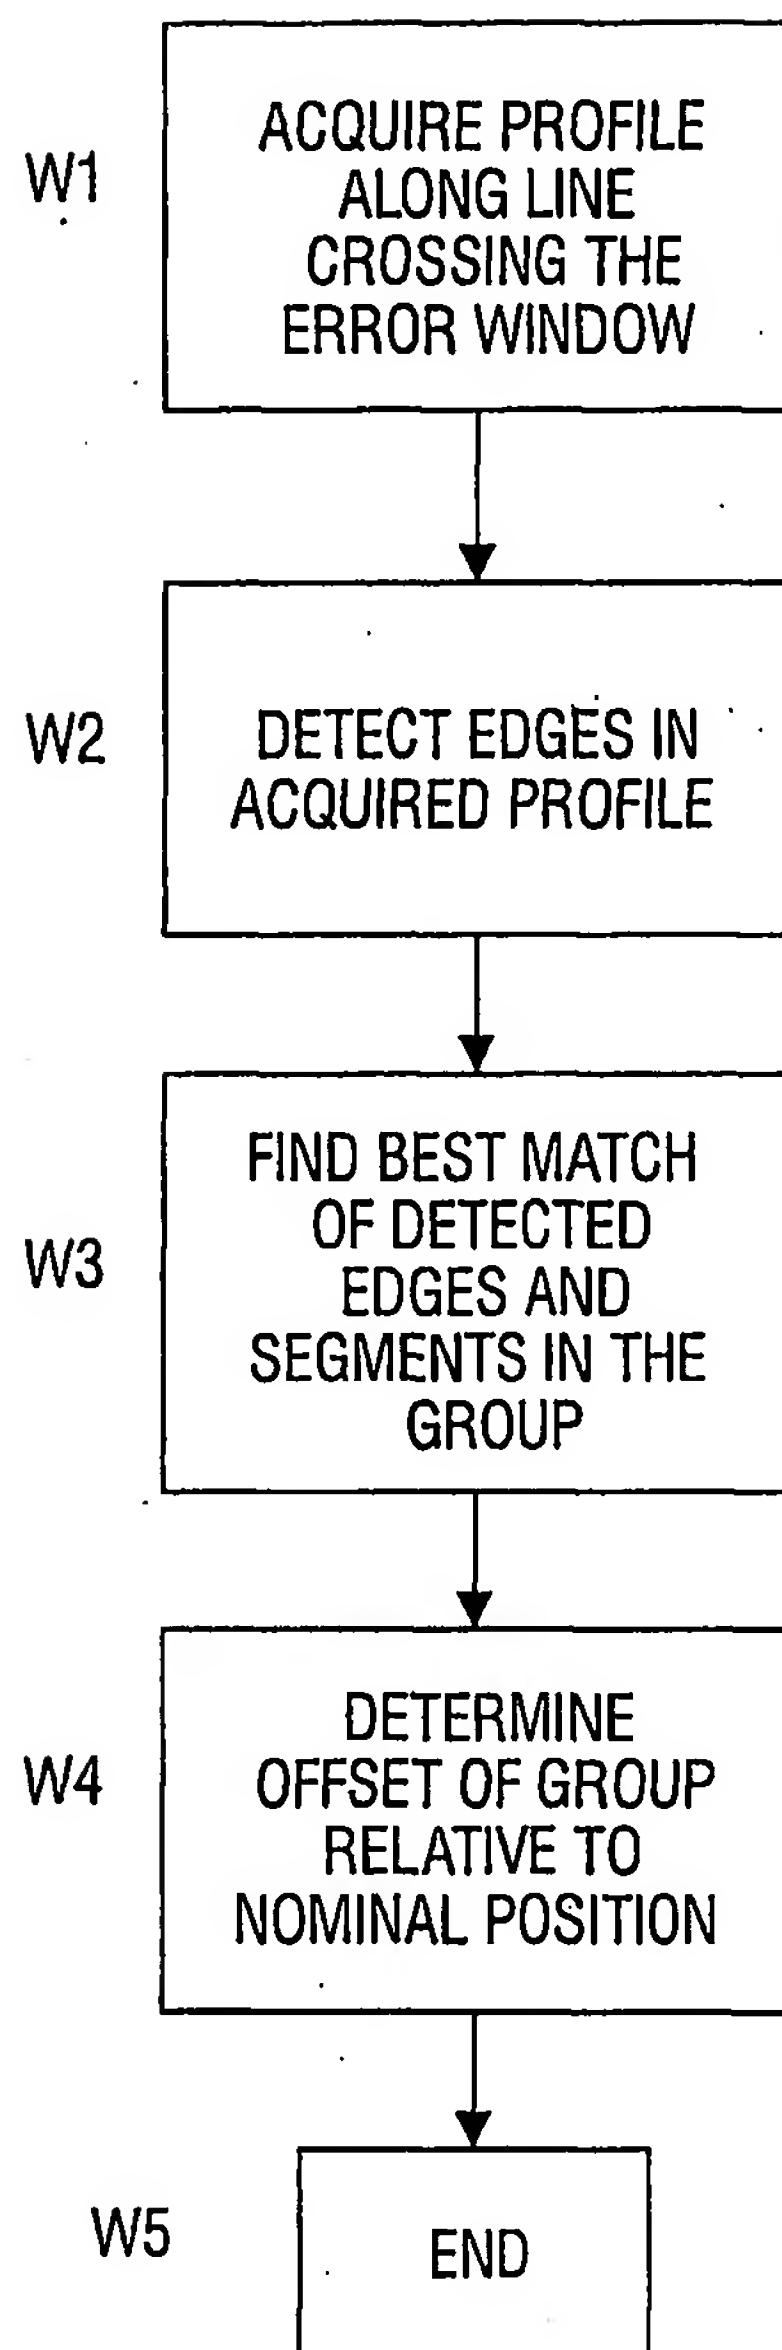 W1
ACQUIRE PROFILE
ALONG LINE
CROSSING THE
ERROR WINDOW
W2
DETECT EDGES IN
ACQUIRED PROFILE
W3
FIND BEST MATCH
OF DETECTED
EDGES AND
SEGMENTS IN THE
GROUP
W4
DETERMINE
OFFSET OF GROUP
RELATIVE TO
NOMINAL POSITION
W5
END